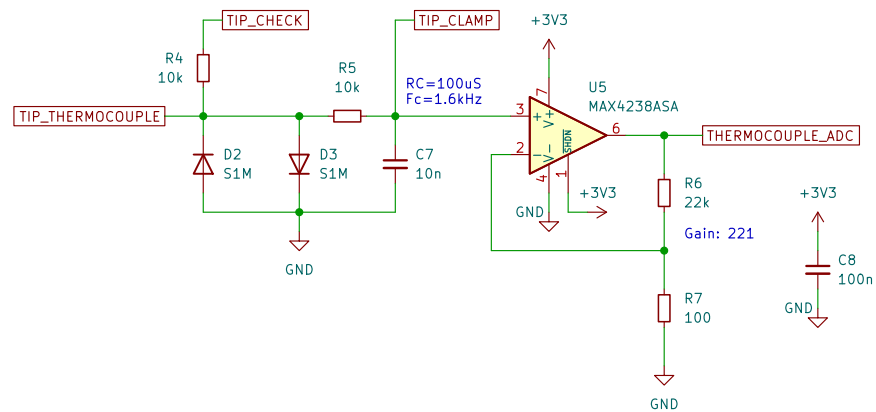 TIP_CHECK
TIP_CLAMP
+3V3
R4
10k
R5
10k
RC=100uS
Fc=1.6kHz
U5
MAX4238ASA
TIP_THERMOCOUPLE
3
+
7
V+
6
THERMOCOUPLE_ADC
2
-
V-
SHDN
4
1
D2
S1M
D3
S1M
C7
10n
GND
+3V3
R6
22k
+3V3
Gain: 221
GND
C8
100n
GND
R7
100
GND